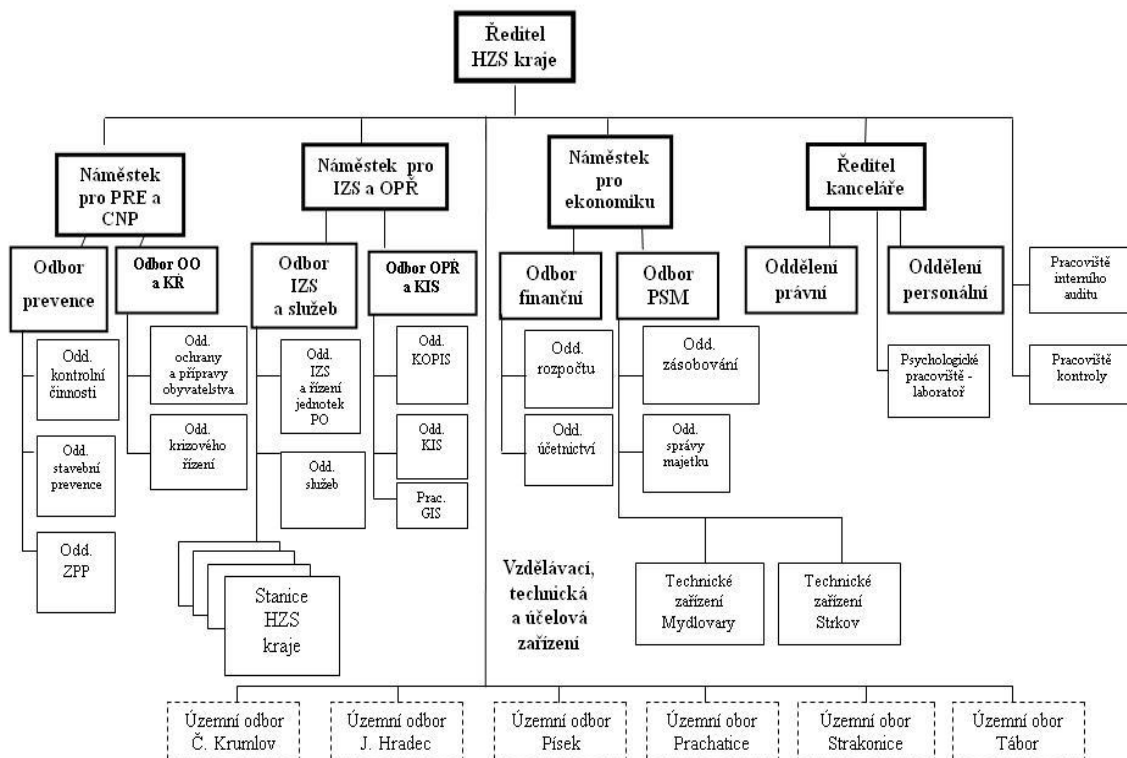 Ředitel
HZS kraje
Náměstek
pro PRE a
CNP
Náměstek pro
IZS a OPŘ
Náměstek
pro
ekonomiku
Ředitel
kanceláře
Odbor
prevence
Odbor OO
a KŘ
Odbor
IZS
a služeb
Odbor OPŘ
a KIS
Odbor
finanční
Odbor
PSM
Oddělení
právní
Oddělení
personální
Pracoviště
interního
auditu
Odd.
kontrolní
činnosti
Odd.
ochrany
a přípravy
obyvatelstva
Odd.
IZS
a řízení
jednotek
PO
Odd.
KOPIS
Odd.
rozpočtu
Odd.
zásobování
Psychologické
pracoviště -
laboratoř
Pracoviště
kontroly
Odd.
stavební
prevence
Odd.
krizového
řízení
Odd.
služeb
Odd.
KIS
Odd.
účetnictví
Odd.
správy
majetku
Prac.
GIS
Odd.
ZPP
Stanice
HZS
kraje
Vzdělávací,
technická
a účelová
zařízení
Technické
zařízení
Mydlovary
Technické
zařízení
Strkov
Územní odbor
Č. Krumlov
Územní odbor
J. Hradec
Územní odbor
Písek
Územní obor
Prachatice
Územní obor
Strakonice
Územní obor
Tábor